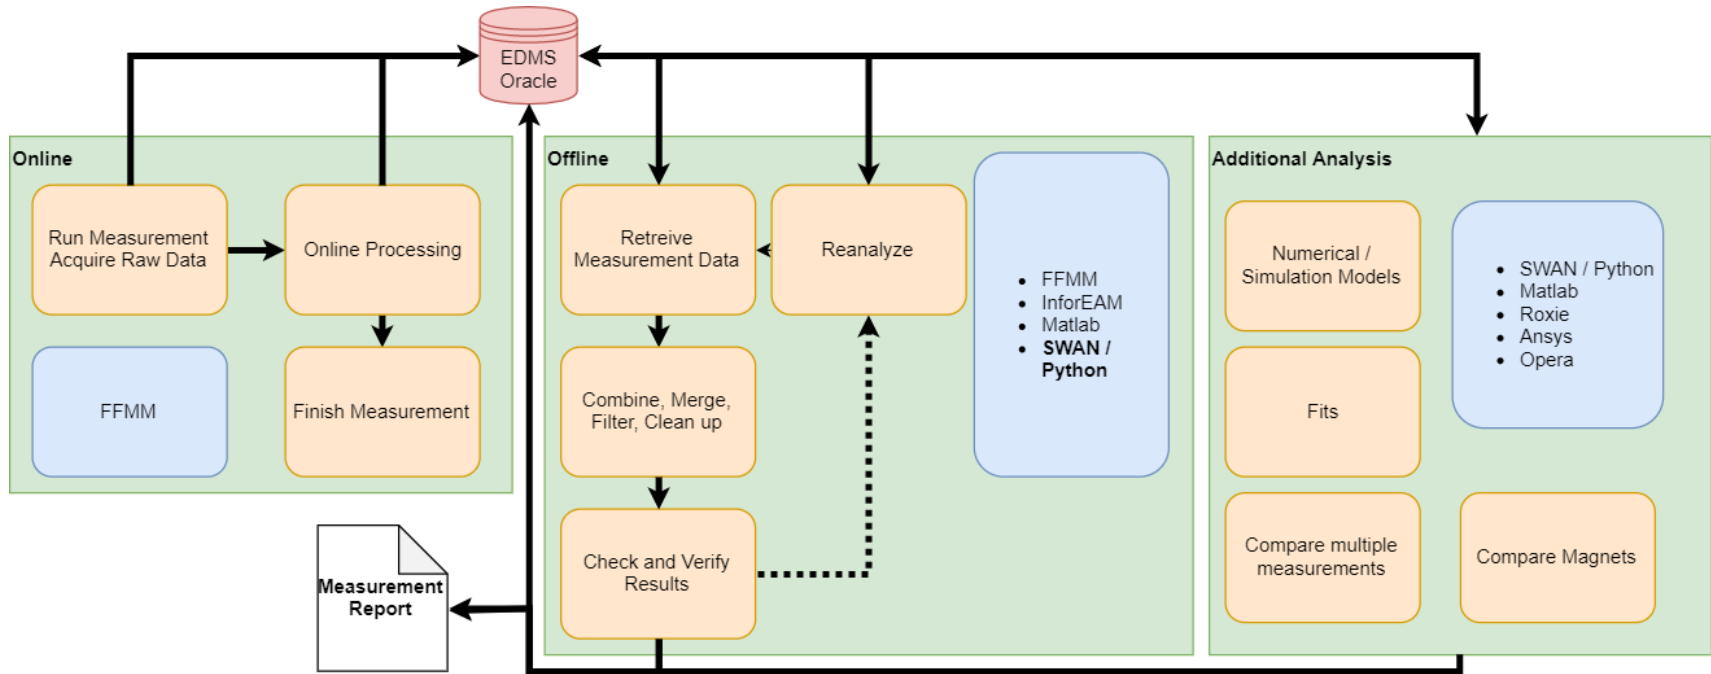 EDMS
Oracle
Online
Run Measurement
Acquire Raw Data
Online Processing
FFMM
Finish Measurement
Measurement
Report
Offline
Retreive
Measurement Data
Reanalyze
Combine, Merge,
Filter, Clean up
Check and Verify
Results
• FFMM
• InforEAM
• Matlab
• SWAN /
Python
Additional Analysis
Numerical /
Simulation Models
Fits
Compare multiple
measurements
• SWAN / Python
• Matlab
• Roxie
• Ansys
• Opera
Compare Magnets